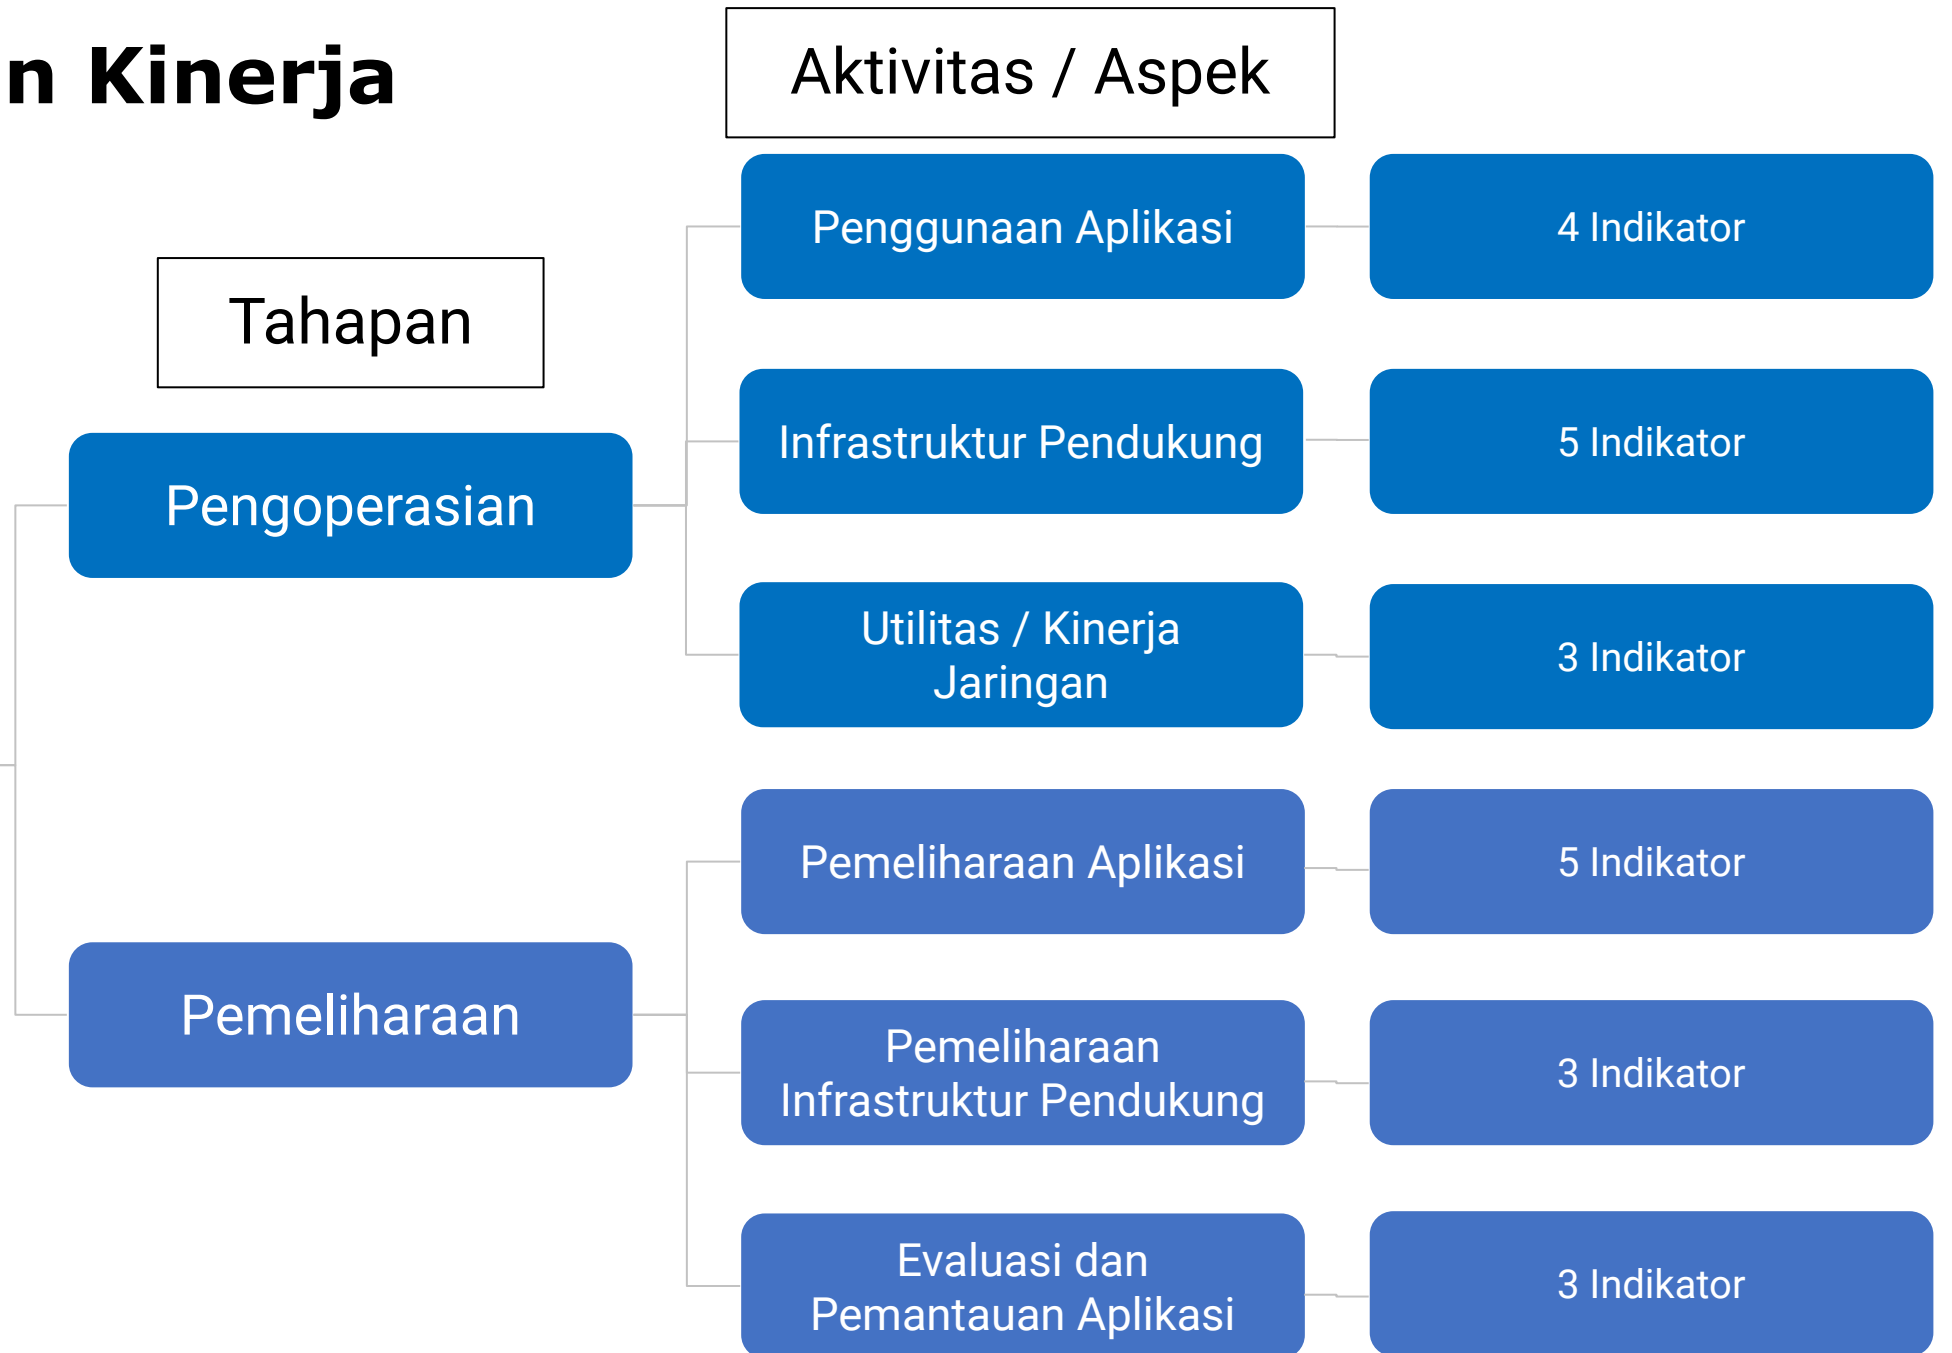 n Kinerja
Aktivitas / Aspek
Tahapan
Pengoperasian
Penggunaan Aplikasi
4 Indikator
Infrastruktur Pendukung
5 Indikator
Utilitas / Kinerja
Jaringan
3 Indikator
Pemeliharaan
Pemeliharaan Aplikasi
5 Indikator
Pemeliharaan
Infrastruktur Pendukung
3 Indikator
Evaluasi dan
Pemantauan Aplikasi
3 Indikator